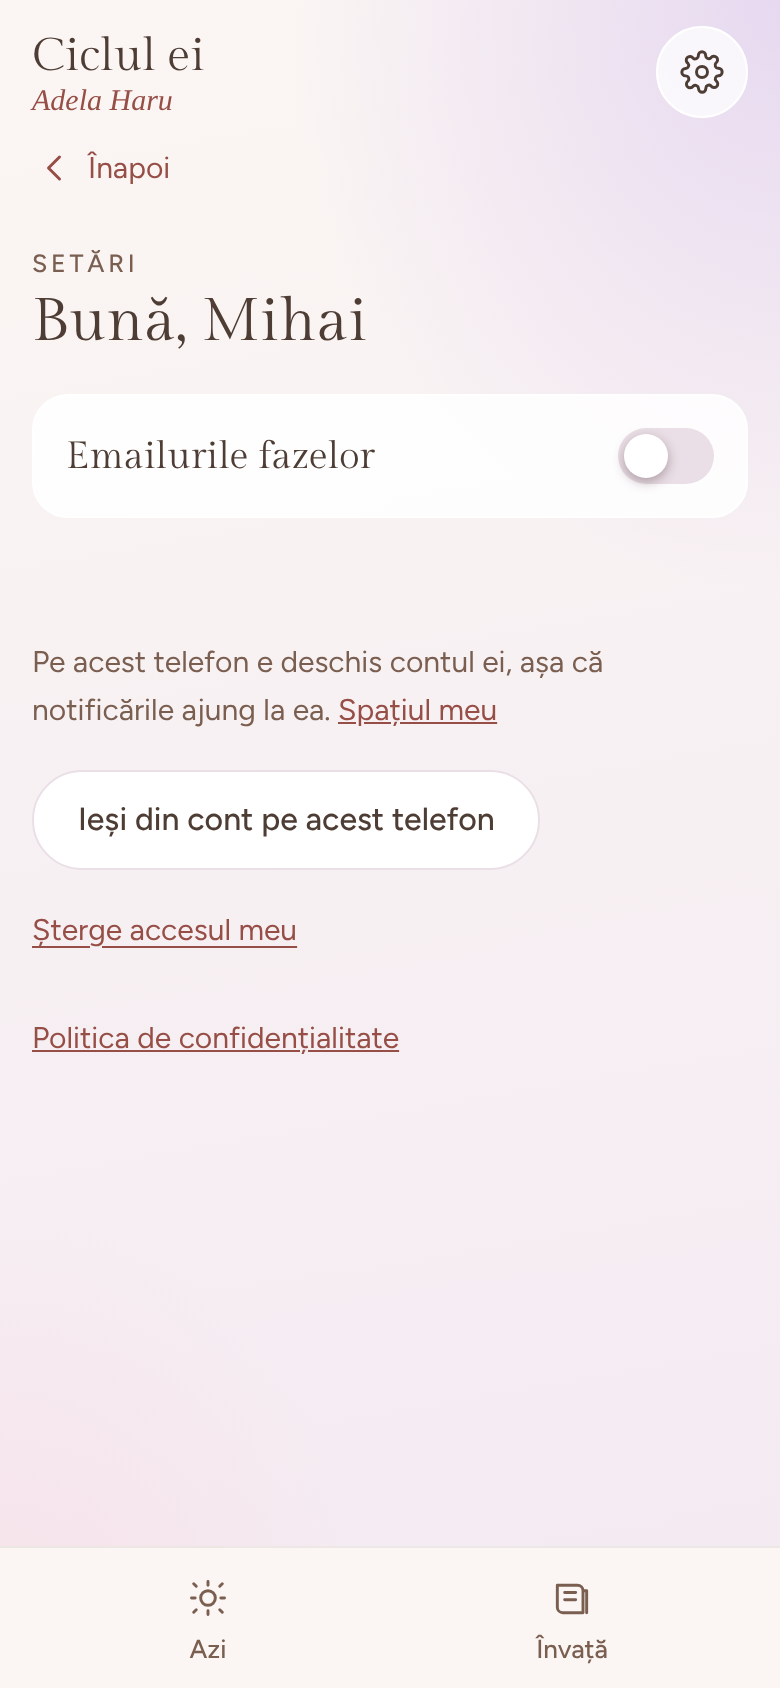 Ciclul ei
Adela Haru
Înapoi
SETĂRI
Bună, Mihai
Emailurile fazelor
Pe acest telefon e deschis contul ei, așa că
notificările ajung la ea. Spațiul meu
Ieși din cont pe acest telefon
Șterge accesul meu
Politica de confidențialitate
Azi
Învață